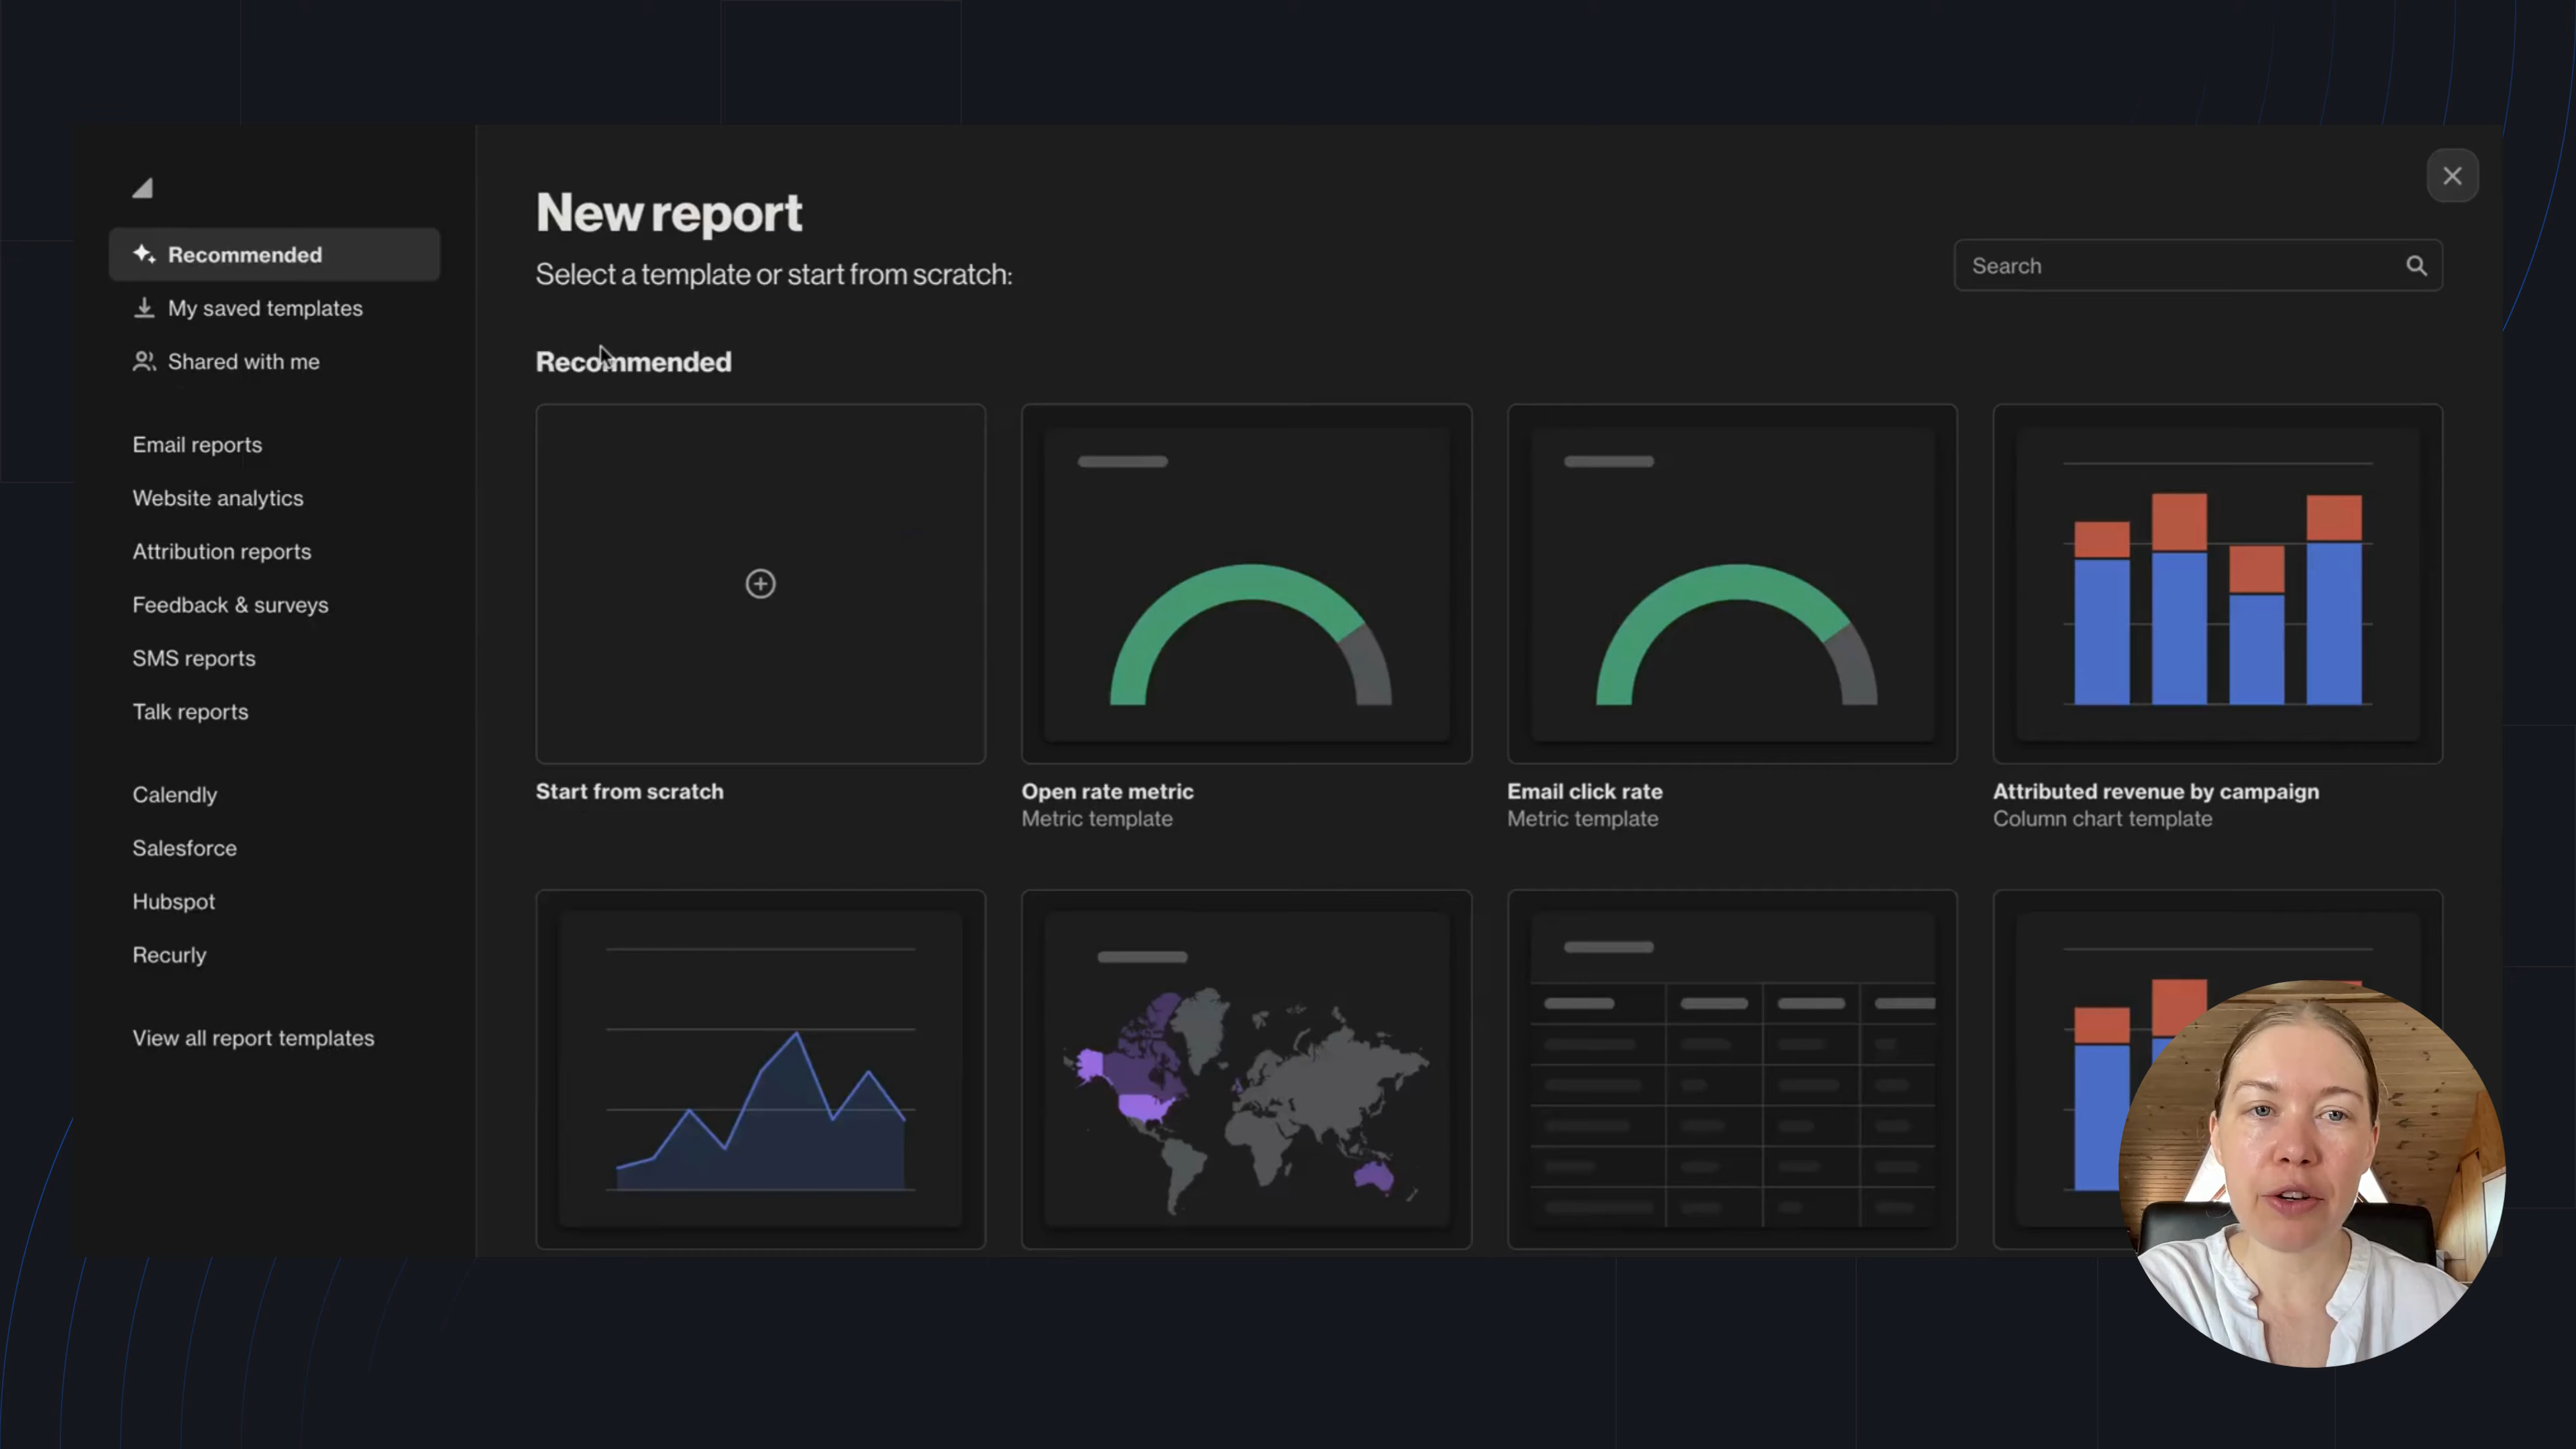 Recommended
My saved templates
Shared with me
Email reports
Website analytics
Attribution reports
Feedback & surveys
SMS reports
Talk reports
Calendly
Salesforce
Hubspot
Recurly
View all report templates
New report
Select a template or start from scratch:
Search
Recommended
Start from scratch
Open rate metric
Metric template
Email click rate
Metric template
Attributed revenue by campaign
Column chart template